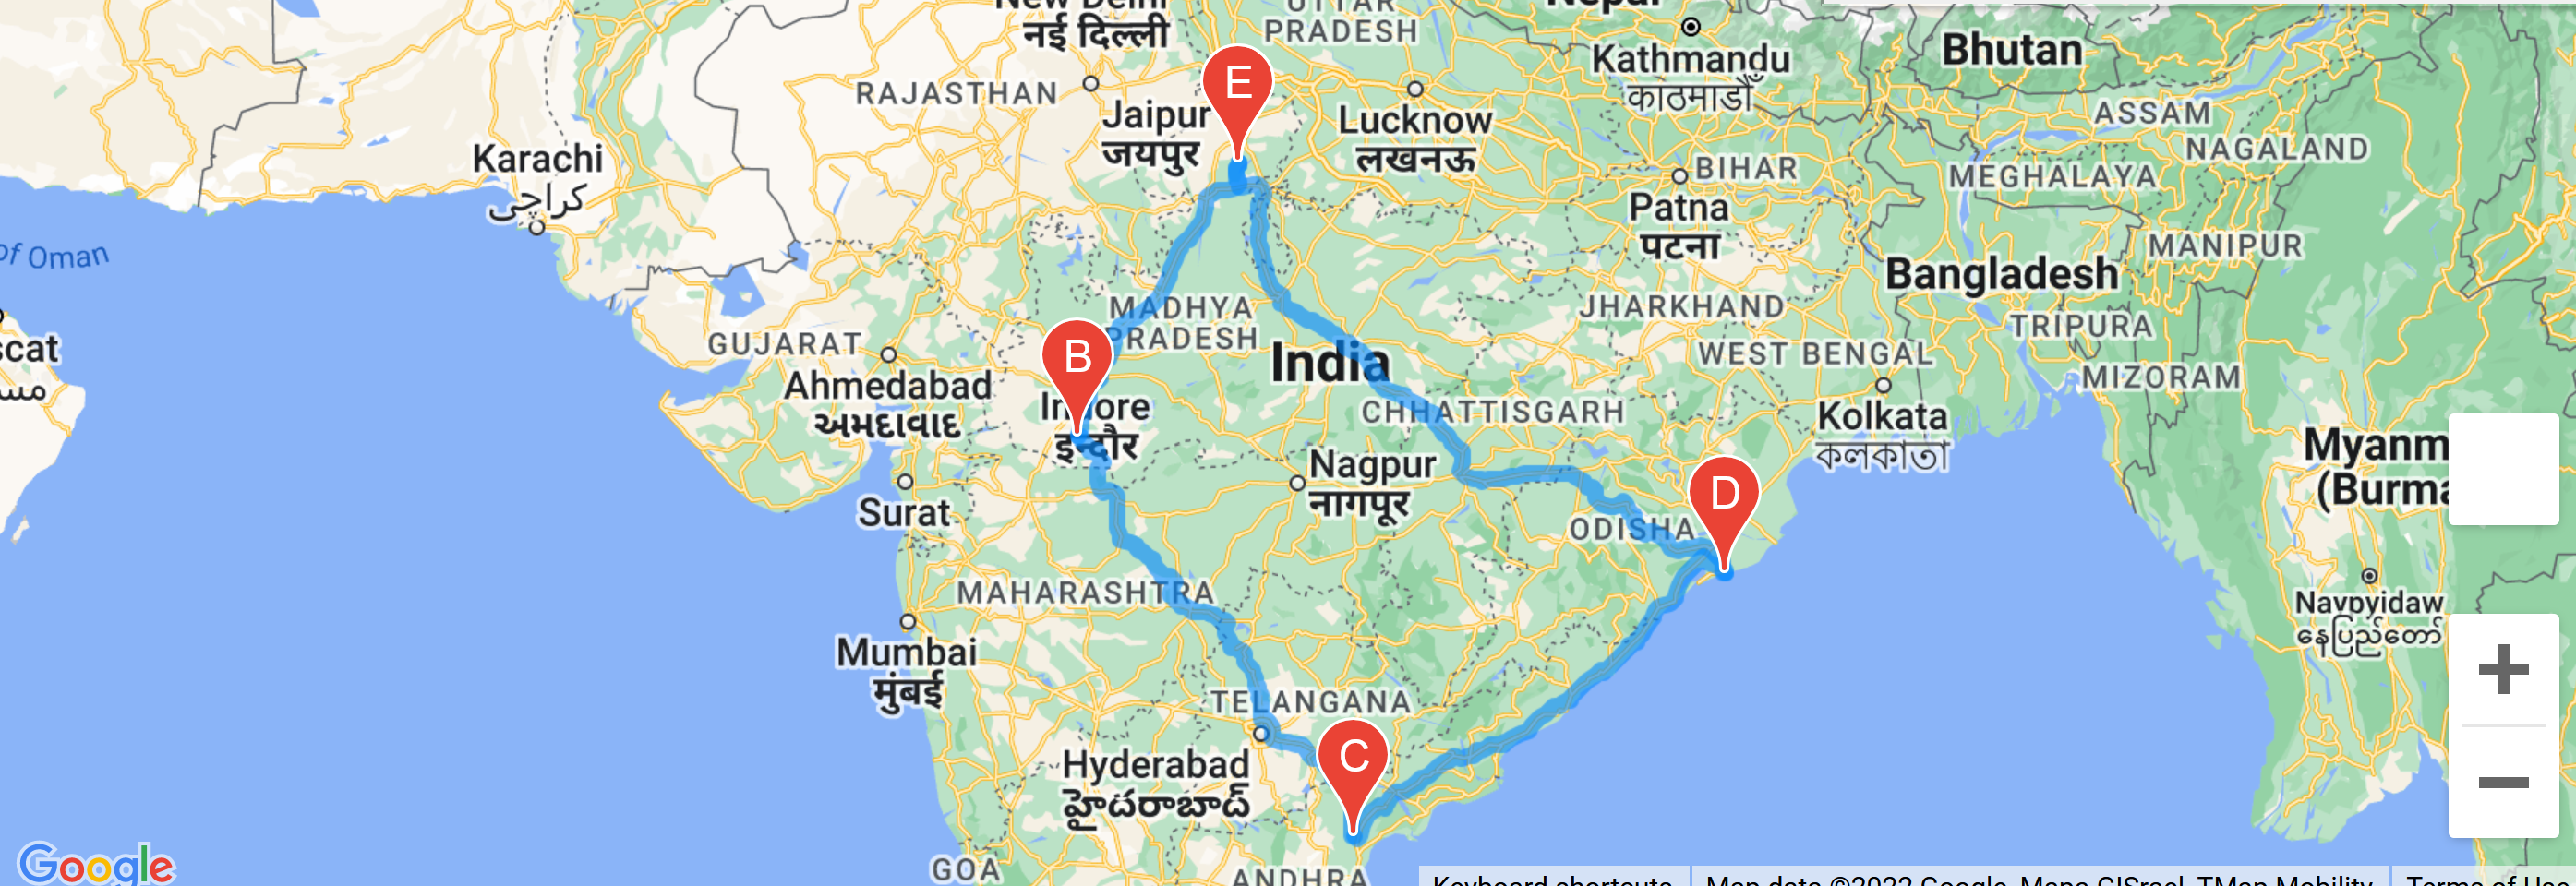 New Delhi
नई दिल्ली
UTTAR
PRADESH
Nepal
Kathmandu
काठमाडौं
Bhutan
ASSAM
NAGALAND
MEGHALAYA
MANIPUR
RAJASTHAN
Jaipur
जयपुर
E
Lucknow
लखनऊ
Karachi
کراچی
BIHAR
Patna
पटना
of Oman
Bangladesh
JHARKHAND
TRIPURA
WEST BENGAL
MIZORAM
MADHYA
PRADESH
GUJARAT
Ahmedabad
અમદાવાદ
B
Indore
इन्दौर
India
CHHATTISGARH
Kolkata
কলকাতা
scat
Myanm
(Burma
Nagpur
नागपूर
Surat
D
ODISHA
MAHARASHTRA
Naypyidaw
နေပြည်တော်
Mumbai
मुंबई
TELANGANA
C
Hyderabad
హైదరాబాద్
Google
GOA
ANDHRA
Keyboard shortcuts
Map data ©2022 Google, Mapa GISrael, TMap Mobility
Terms of Use